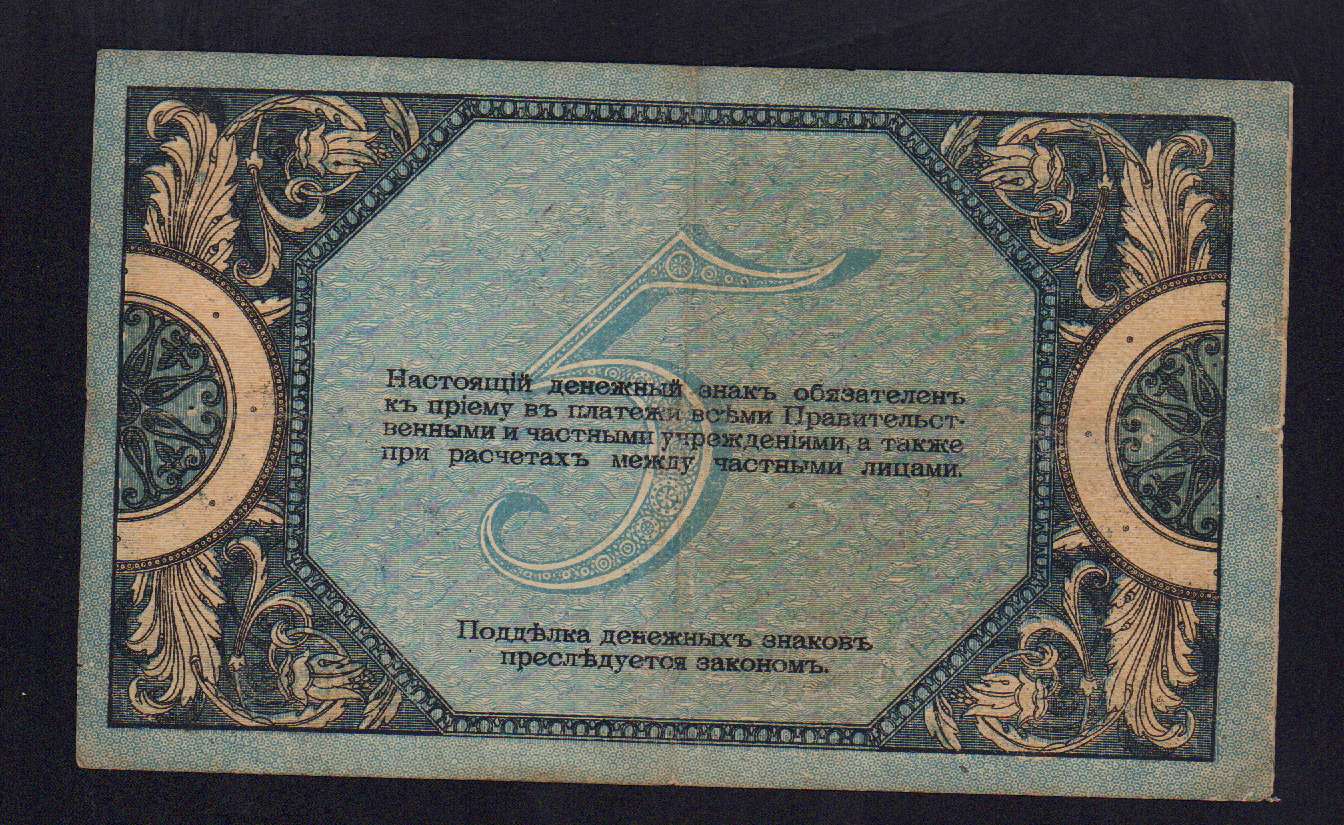 5
Настоящій денежный знакъ обязателенъ
къ пріему въ платежи всѣми Правительст-
венными и частными учрежденіями, а также
при расчетахъ между частными лицами.
Поддѣлка денежныхъ знаковъ
преслѣдуется закономъ.